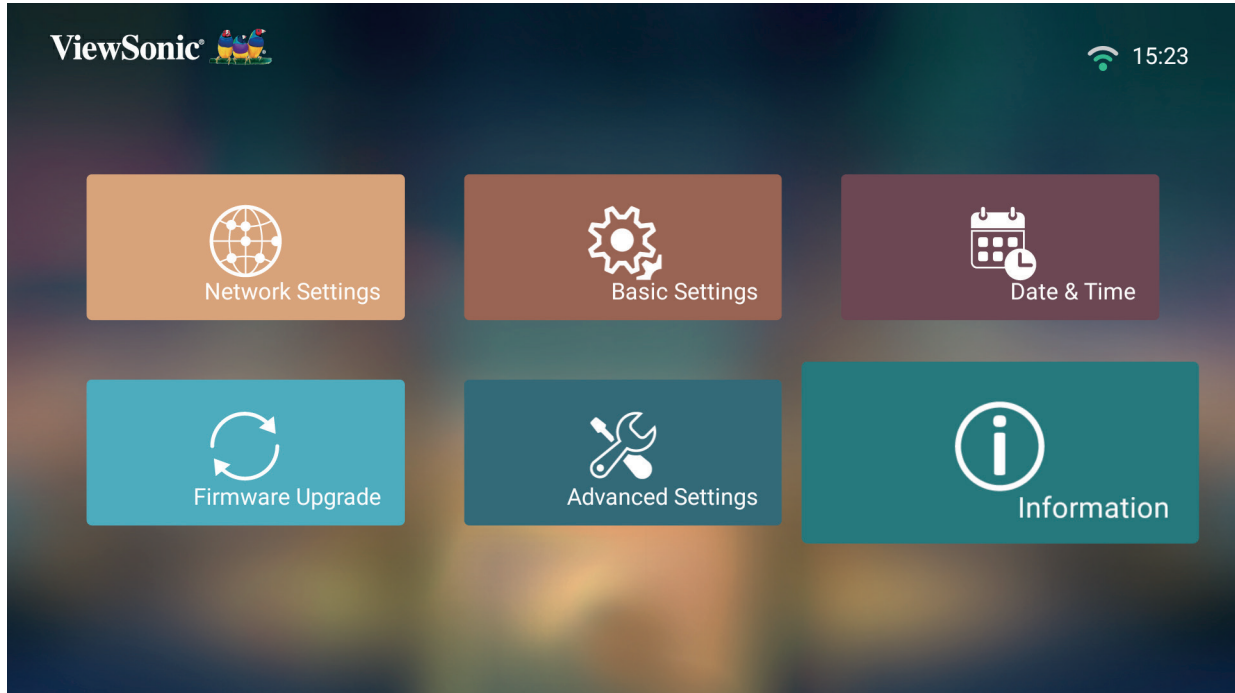 ViewSonic®
15:23
Network Settings
Basic Settings
Date & Time
Firmware Upgrade
Advanced Settings
Information